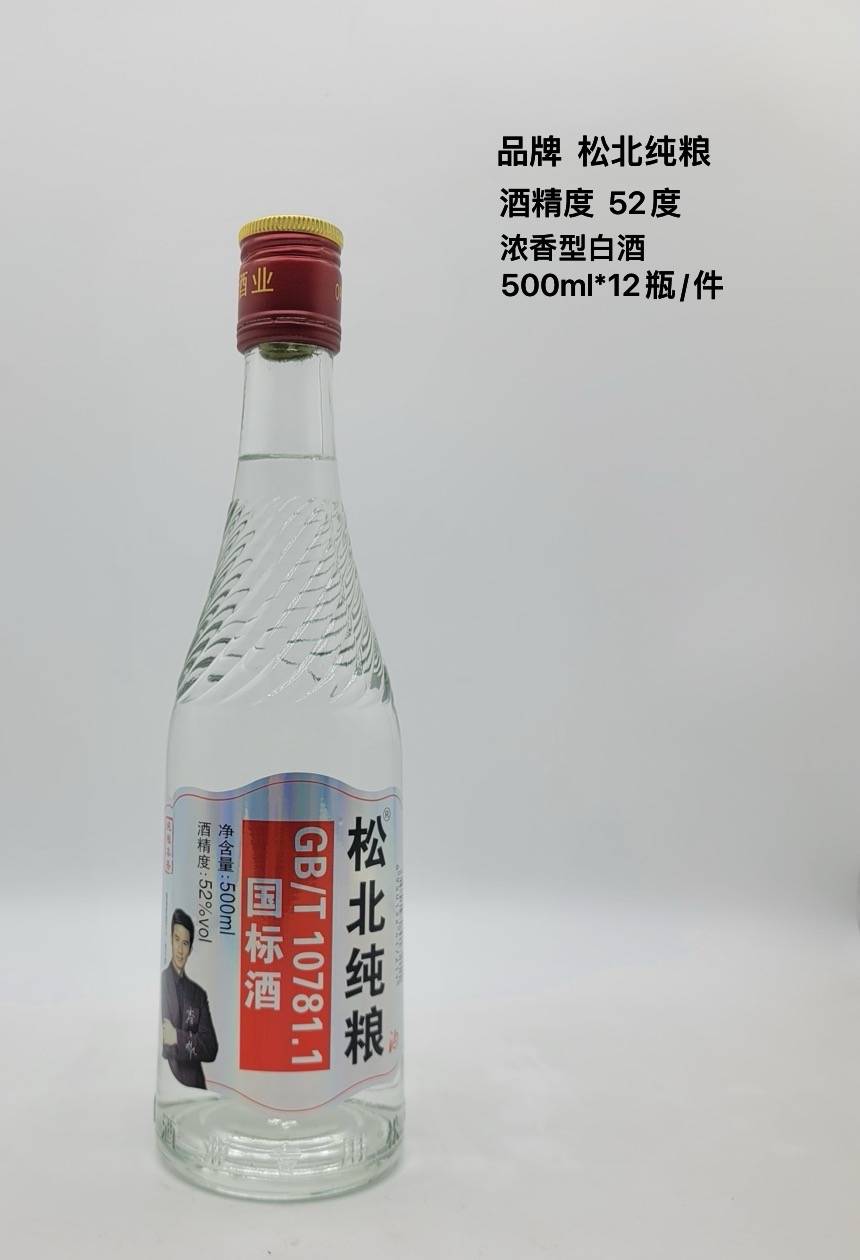 品牌 松北纯粮
酒精度 52度
浓香型白酒
500ml*12瓶/件
酒业
松北纯粮
®
GB/T 10781.1
国标酒
净含量:500ml
酒精度:52%vol